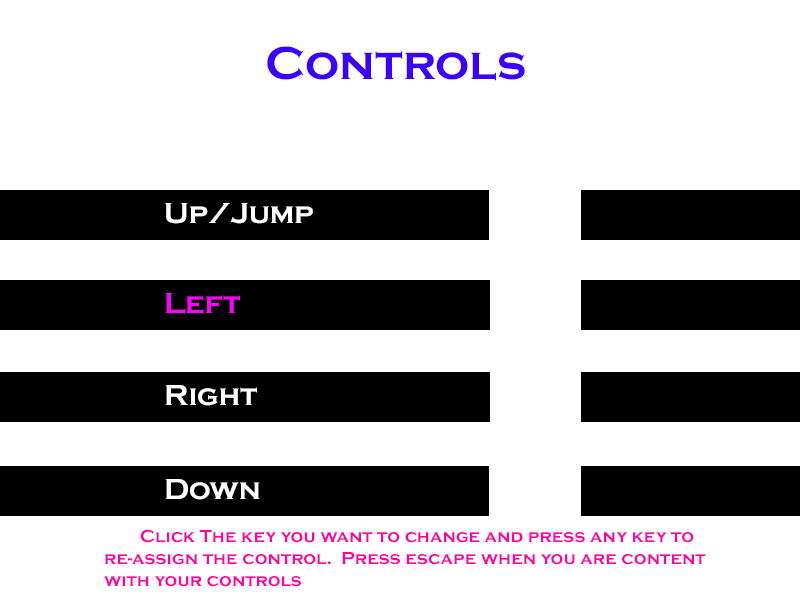 Controls
Up/Jump
Left
Right
Down
Click The key you want to change and press any key to
re-assign the control. Press escape when you are content
with your controls